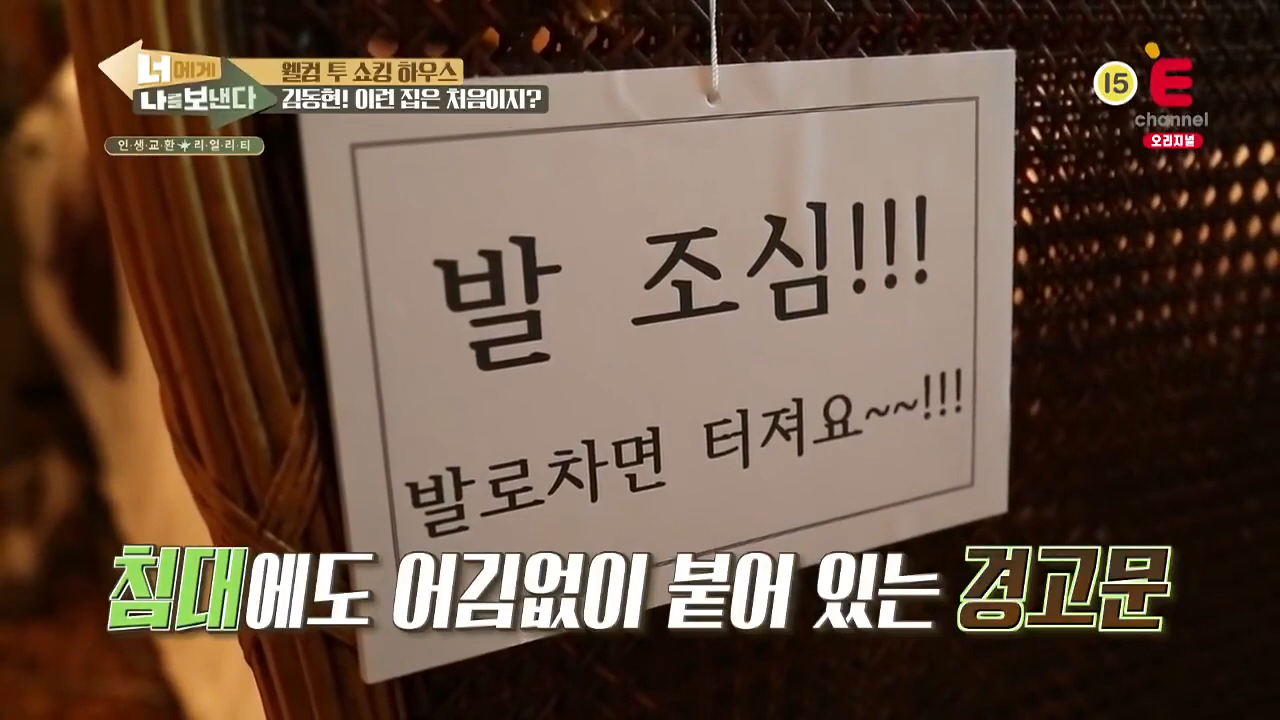 너에게
나를 보낸다
웰컴 투 쇼킹 하우스
김동현! 이런 집은 처음이지?
인·생·교·환 리·얼·리·티
15
E
channel
오리지널
발 조심!!!
발로차면 터져요~~!!!
침대에도 어김없이 붙어 있는 경고문